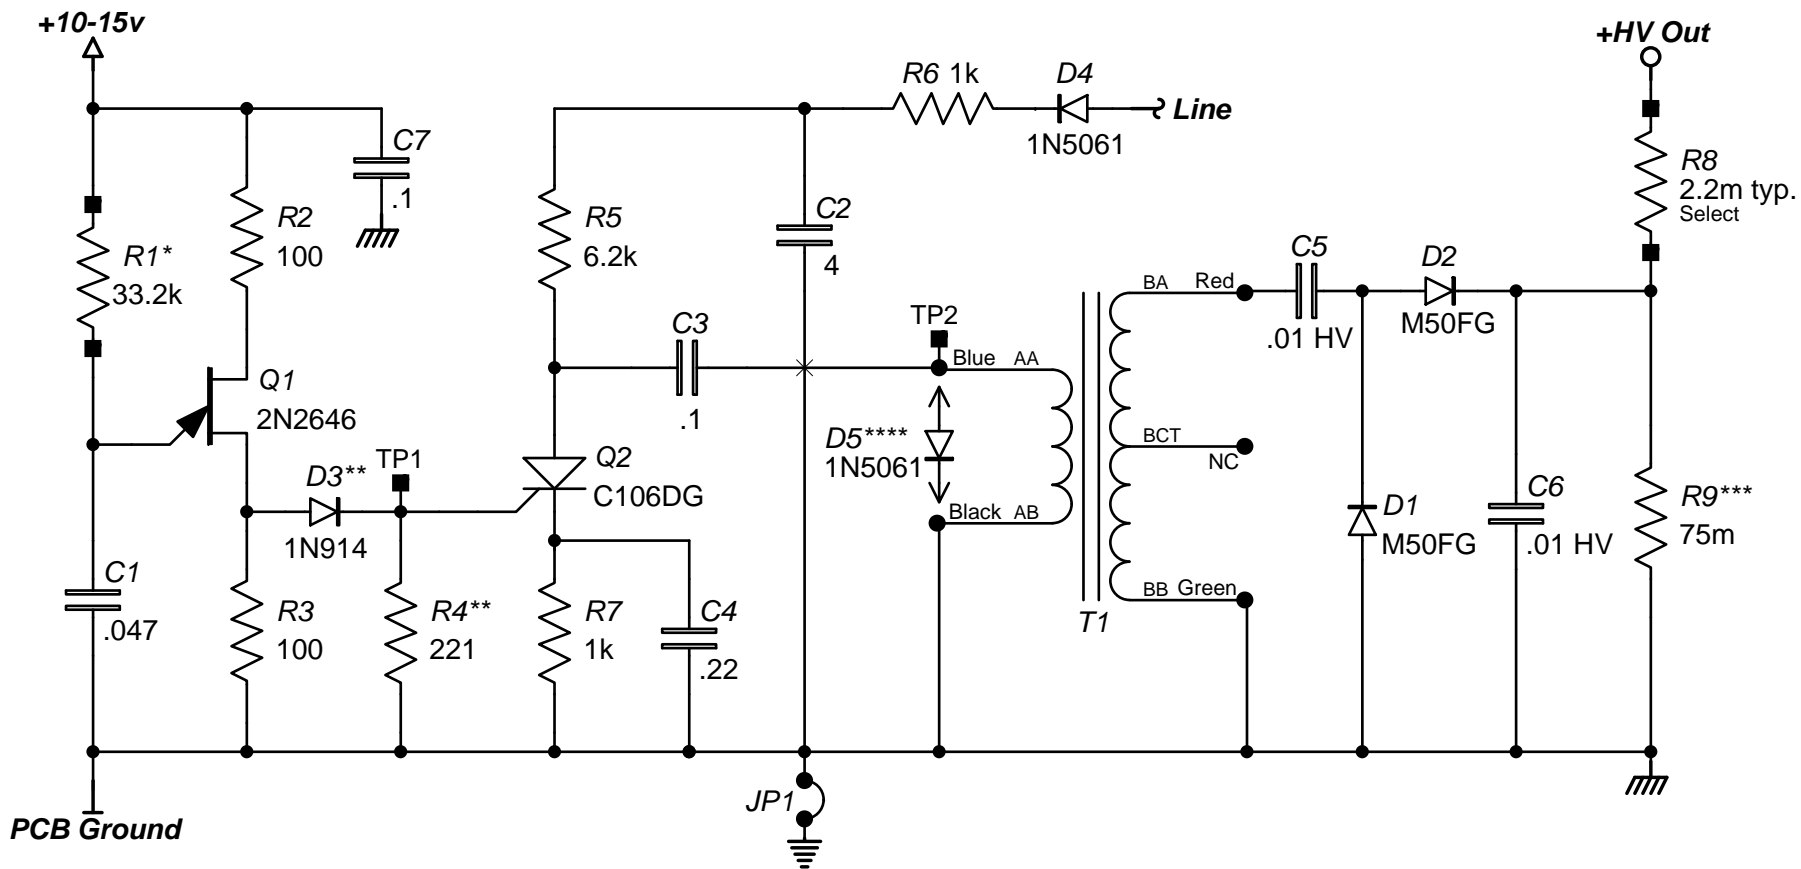 +10-15v
+HV Out
R6 1k
D4
1N5061
Line
C7
.1
R1*
33.2k
R2
100
R5
6.2k
C2
4
R8
2.2m typ.
Select
C5
.01 HV
D2
M50FG
BA
Red
C3
.1
TP2
Blue
AA
Q1
2N2646
D5****
1N5061
BCT
NC
D3**
1N914
TP1
Q2
C106DG
Black
AB
D1
M50FG
C6
.01 HV
R9***
75m
C1
.047
R3
100
R4**
221
R7
1k
C4
.22
BB
Green
T1
JP1
PCB Ground